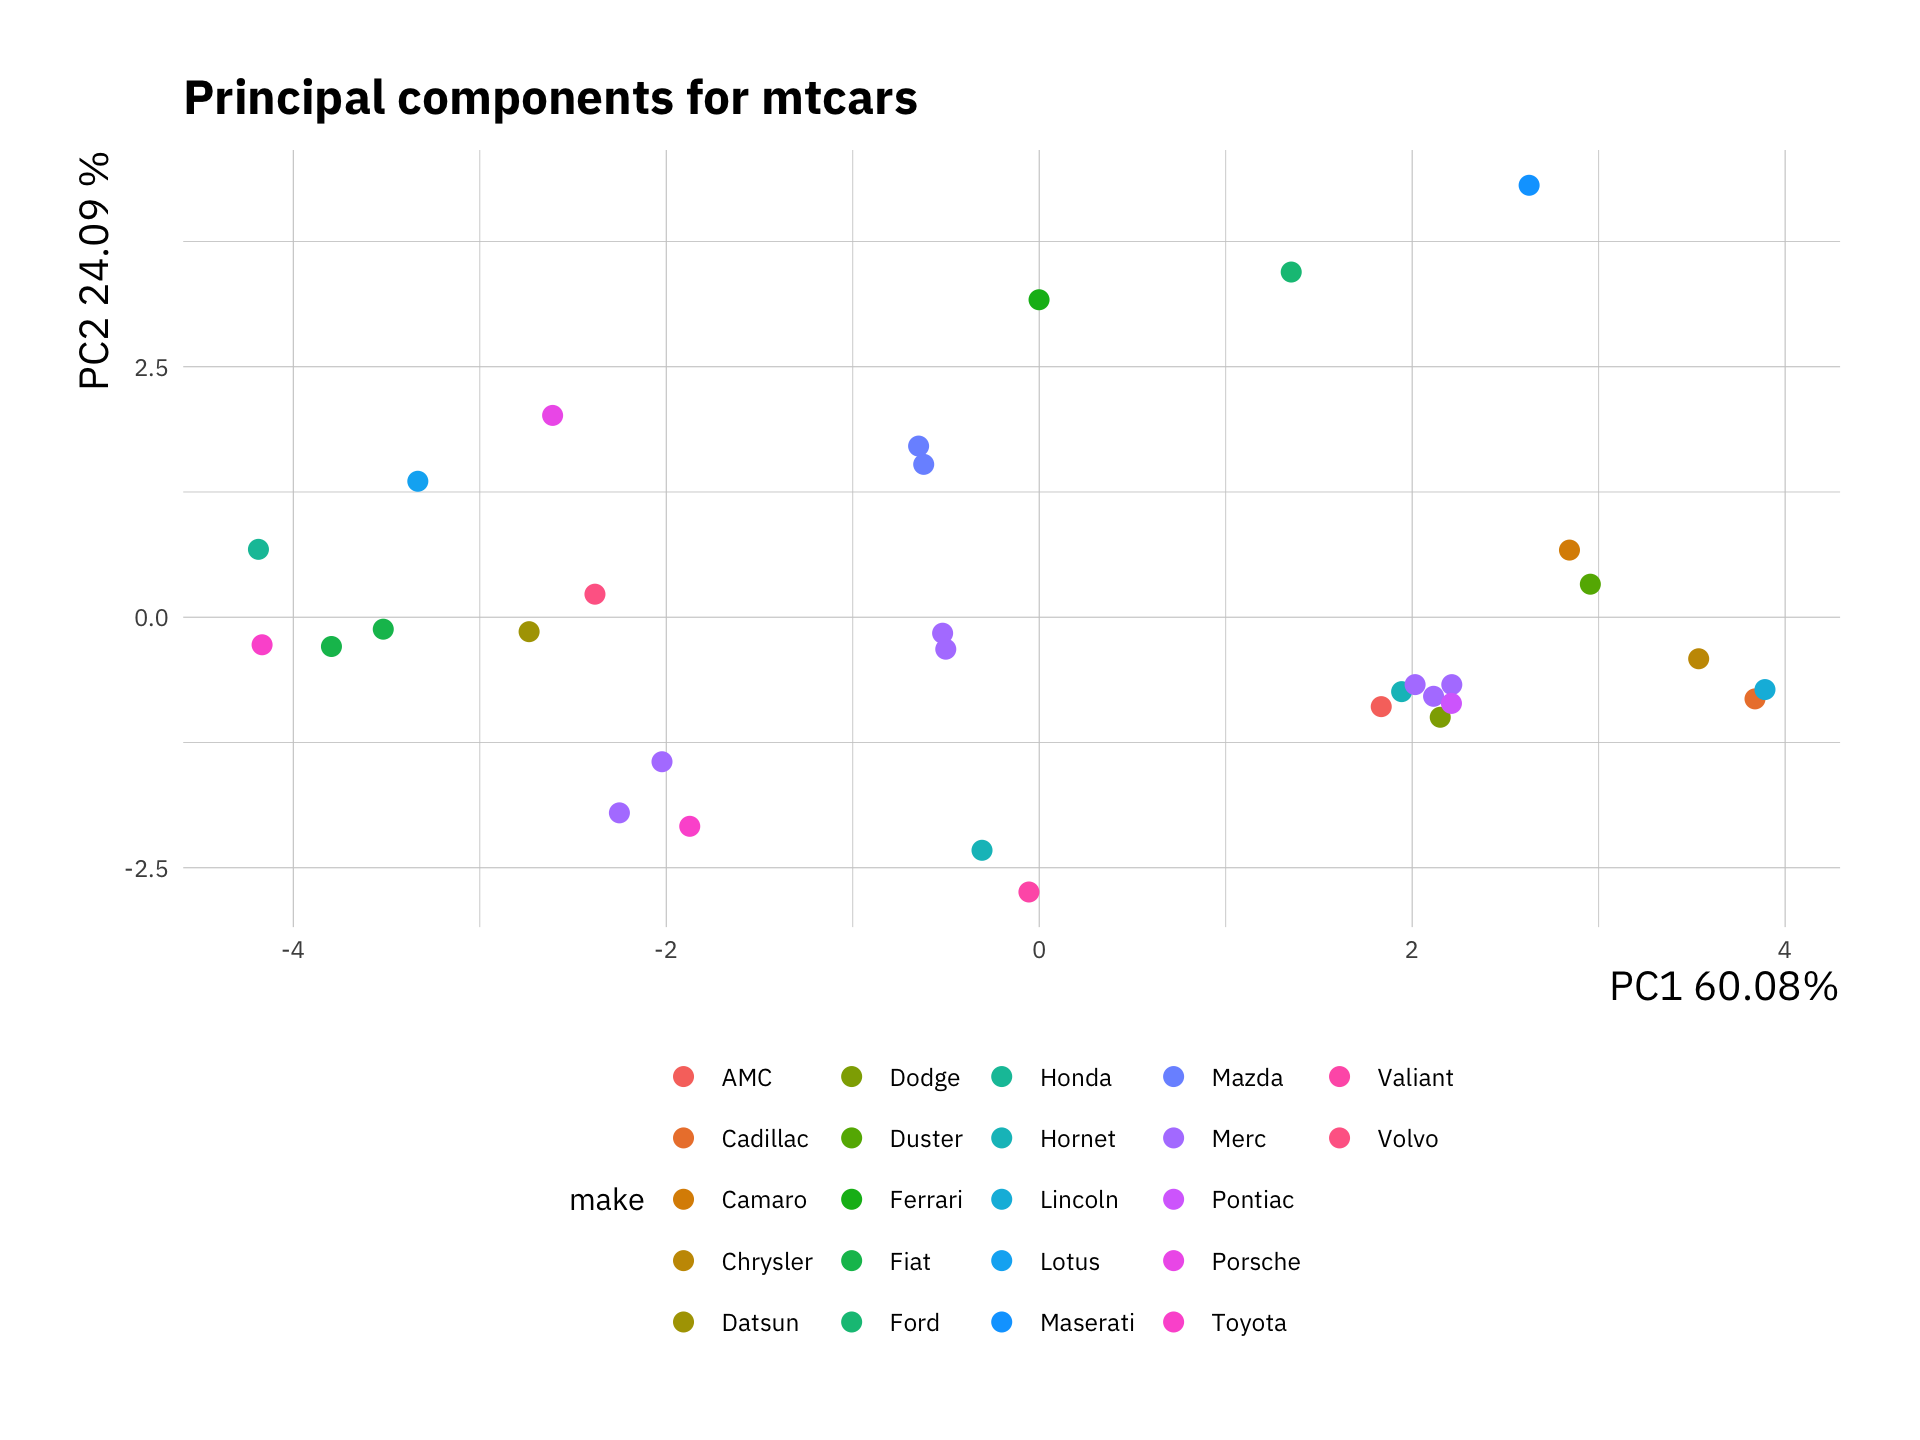 Principal components for mtcars
PC2 24.09 %
2.5
0.0
-2.5
-4 -2 0 2 4
PC1 60.08%
make
AMC Dodge Honda Mazda Valiant
Cadillac Duster Hornet Merc Volvo
Camaro Ferrari Lincoln Pontiac
Chrysler Fiat Lotus Porsche
Datsun Ford Maserati Toyota